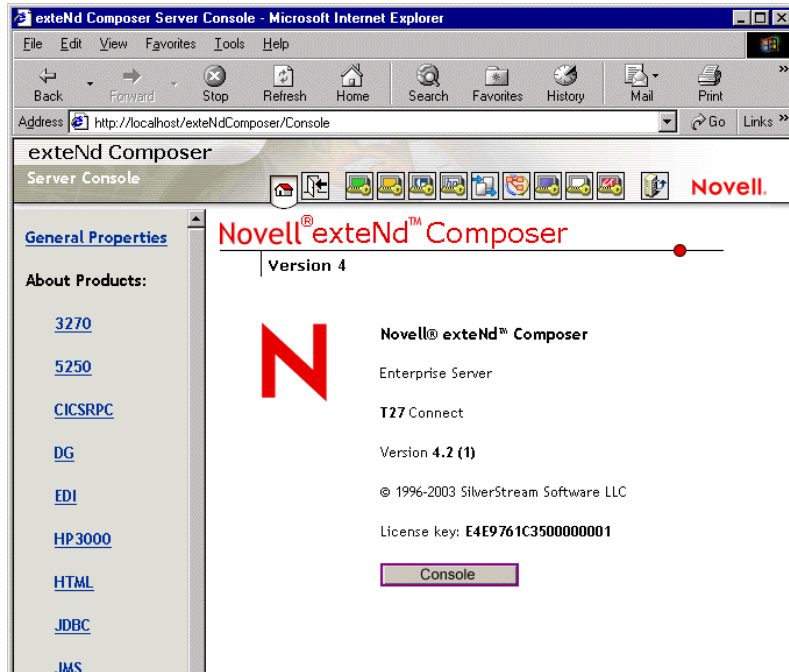 exteNd Composer Server Console - Microsoft Internet Explorer
File Edit View Favorites Tools Help
Back Forward Stop Refresh Home Search Favorites History Mail Print
Address http://localhost/exteNdComposer/Console Go Links
exteNd Composer
Server Console
Novell.
General Properties
About Products:
3270
5250
CICSRPC
DG
EDI
HP3000
HTML
JDBC
JMS
Novell®exteNd™Composer
Version 4
N
Novell® exteNd™ Composer
Enterprise Server
T27 Connect
Version 4.2 (1)
© 1996-2003 SilverStream Software LLC
License key: E4E9761C3500000001
Console